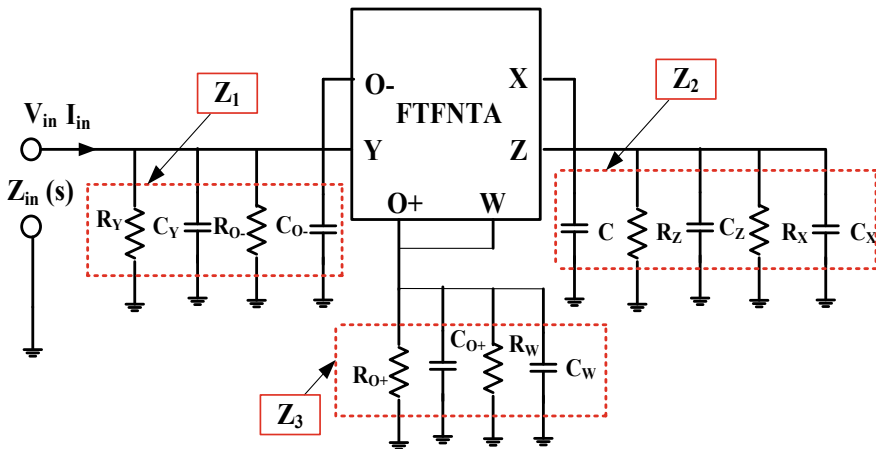 Z1
Z2
O-
X
FTFNTA
Vin Iin
Y
Z
Zin (s)
O+
W
RY
CY
RO-
CO-
C
RZ
CZ
RX
CX
RO+
CO+
RW
CW
Z3